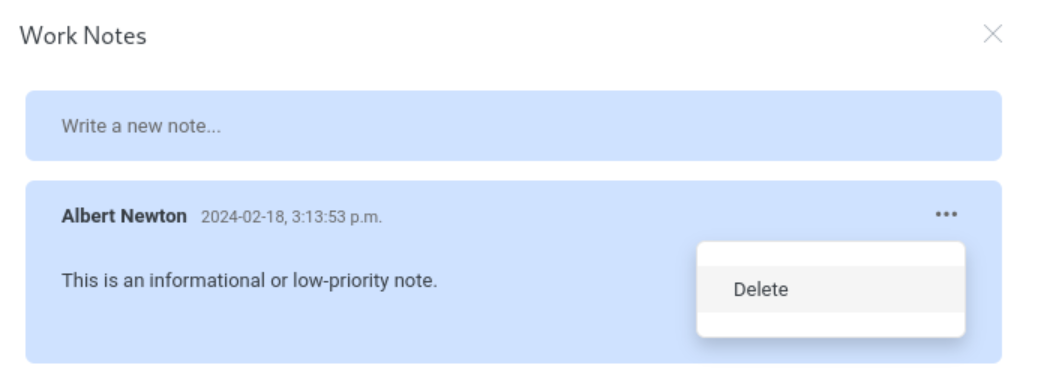 Work Notes
Write a new note...
Albert Newton 2024-02-18, 3:13:53 p.m.
This is an informational or low-priority note.
Delete